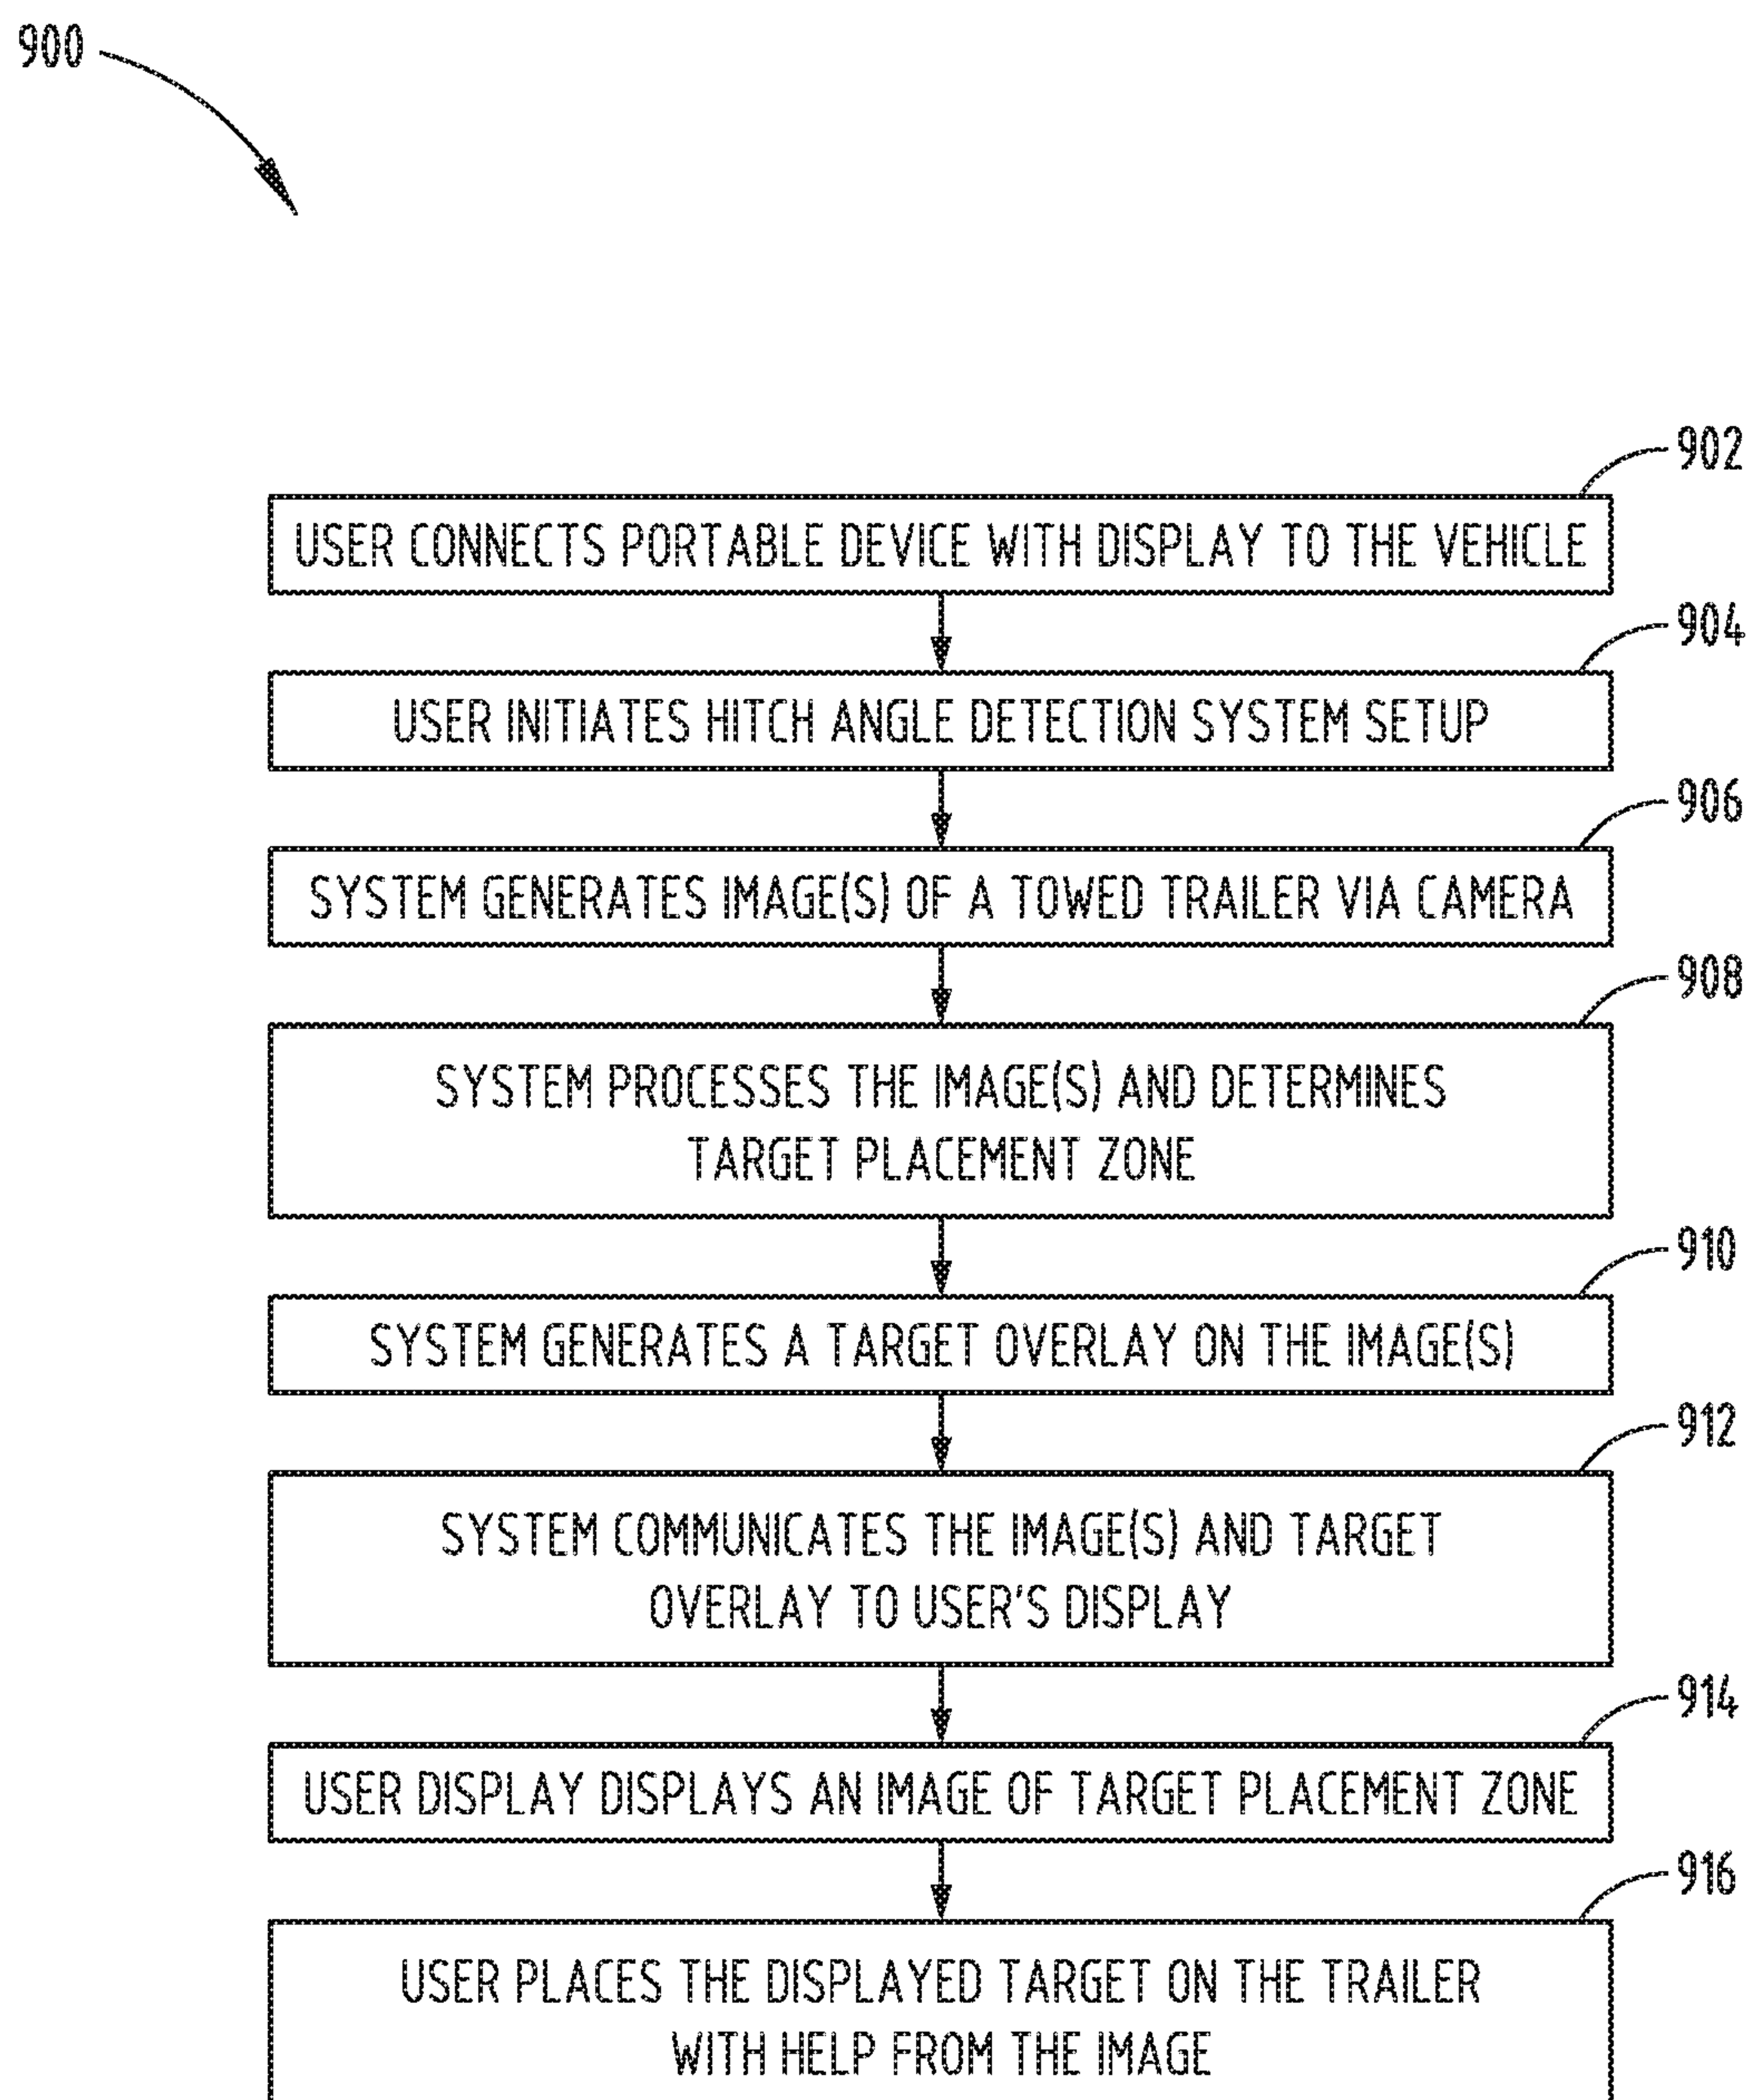 900
902
USER CONNECTS PORTABLE DEVICE WITH DISPLAY TO THE VEHICLE
904
USER INITIATES HITCH ANGLE DETECTION SYSTEM SETUP
906
SYSTEM GENERATES IMAGE(S) OF A TOWED TRAILER VIA CAMERA
908
SYSTEM PROCESSES THE IMAGE(S) AND DETERMINES
TARGET PLACEMENT ZONE
910
SYSTEM GENERATES A TARGET OVERLAY ON THE IMAGE(S)
912
SYSTEM COMMUNICATES THE IMAGE(S) AND TARGET
OVERLAY TO USER'S DISPLAY
914
USER DISPLAY DISPLAYS AN IMAGE OF TARGET PLACEMENT ZONE
916
USER PLACES THE DISPLAYED TARGET ON THE TRAILER
WITH HELP FROM THE IMAGE